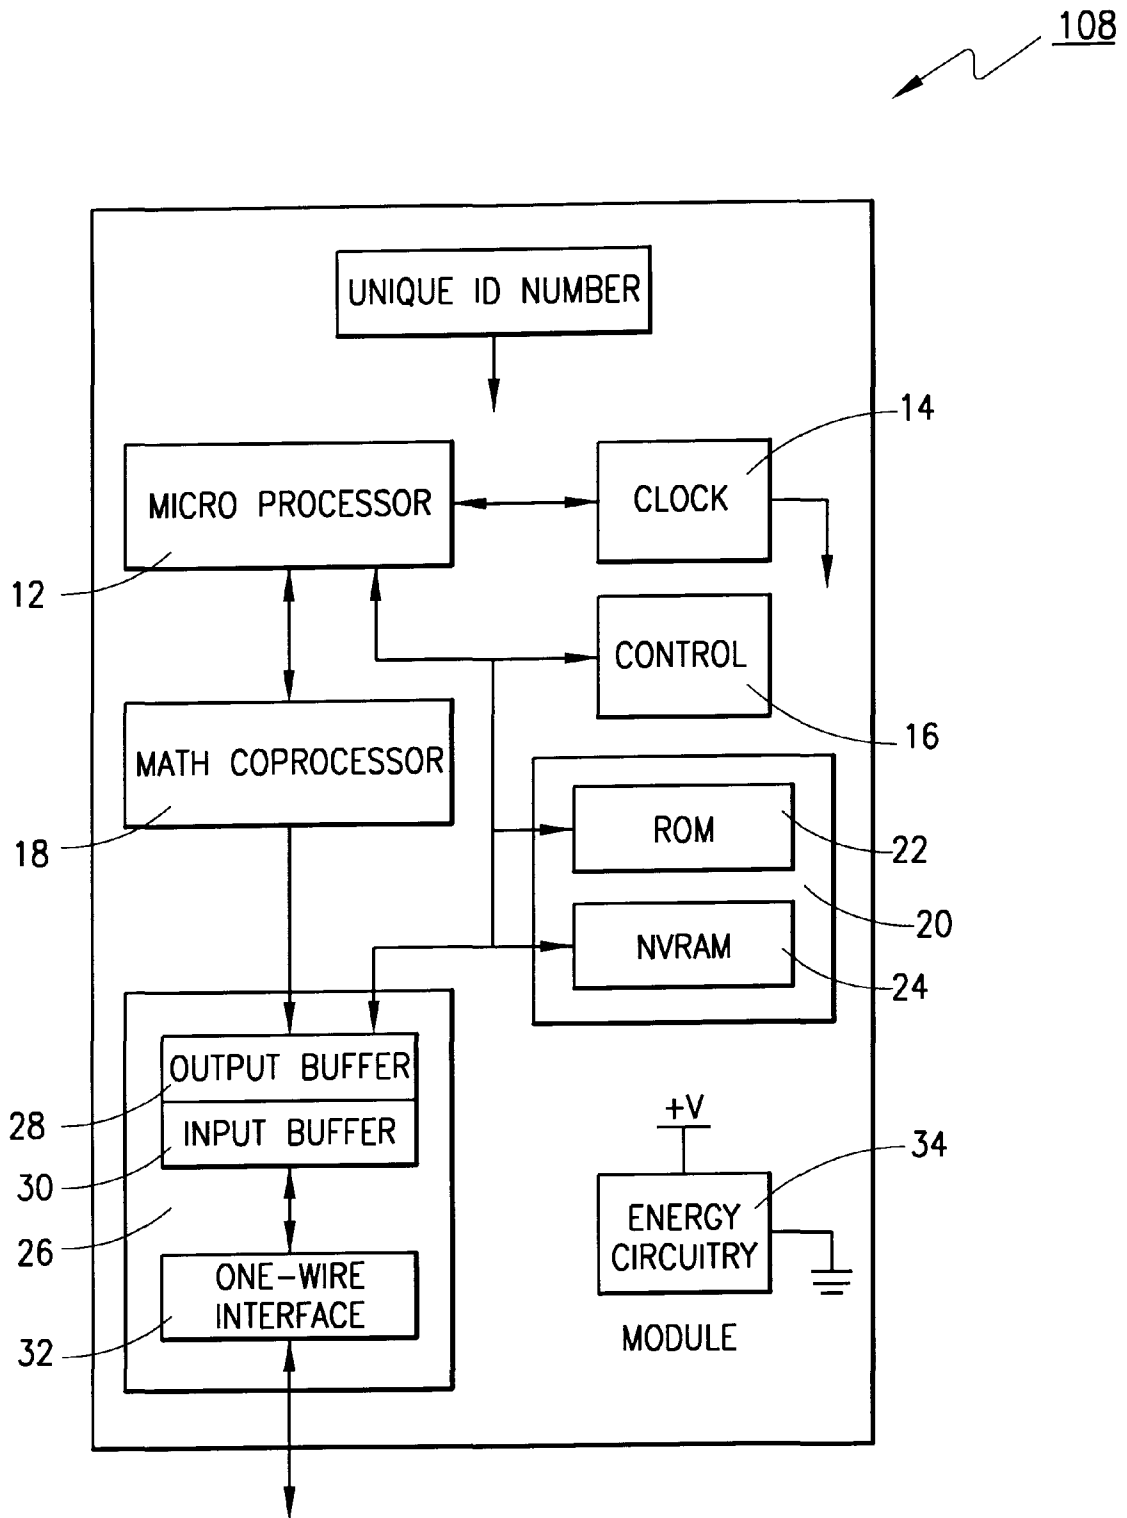 108
UNIQUE ID NUMBER
14
MICRO PROCESSOR
CLOCK
12
CONTROL
16
MATH COPROCESSOR
18
ROM
22
20
NVRAM
24
OUTPUT BUFFER
28
INPUT BUFFER
30
+V
34
26
ENERGY
CIRCUITRY
ONE-WIRE
INTERFACE
32
MODULE